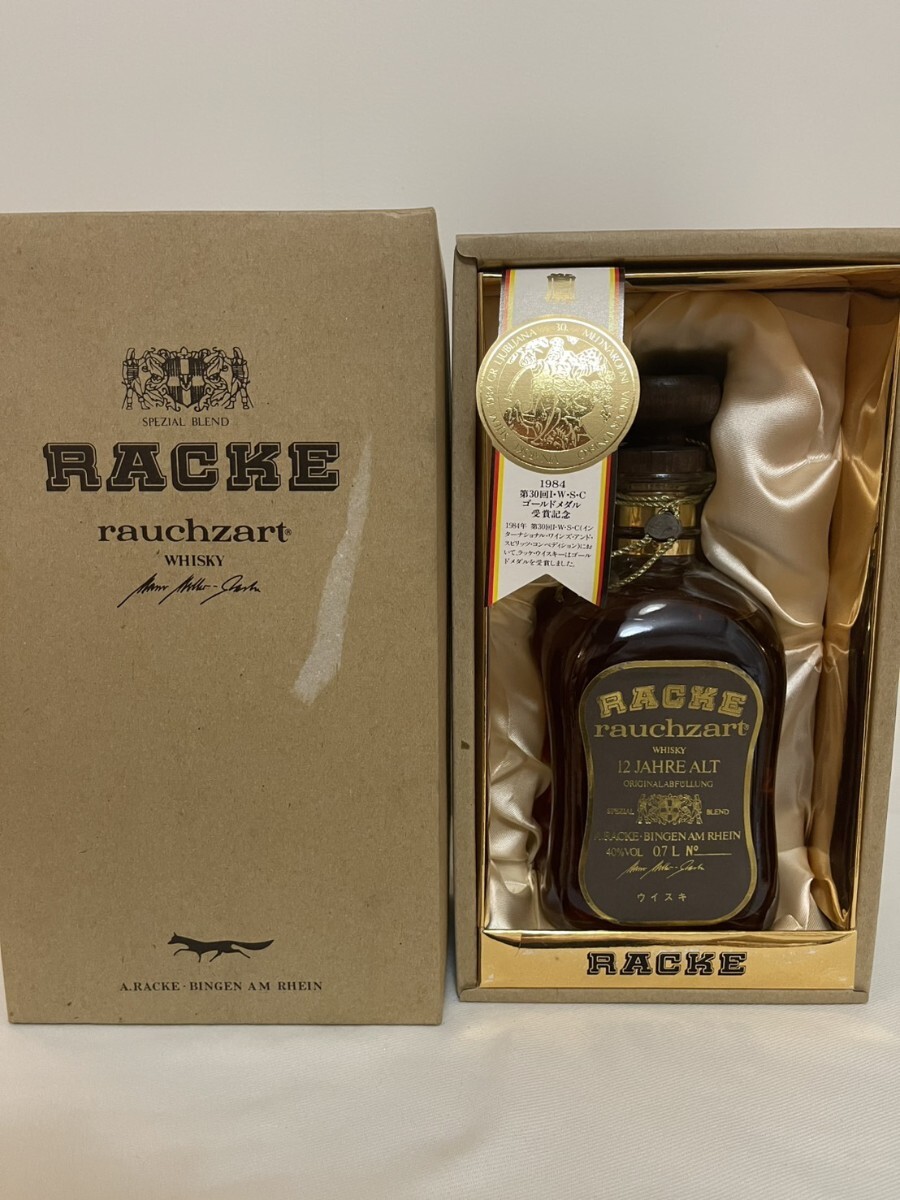 SPEZIAL BLEND
RACKE
rauchzart®
WHISKY
A.RACKE·BINGEN AM RHEIN
LJUBLJANA 30.
1984
第30回I・W・S・C
ゴールドメダル
受賞記念
1984年 第30回I・W・S・C(イン
ターナショナル・ワインズ・アンド・
スピリッツ・コンペティション)にお
いて、ラッケ・ウイスキーはゴール
ドメダルを受賞しました。
RACKE
rauchzart®
WHISKY
12 JAHRE ALT
ORIGINALABFÜLLUNG
SPEZIAL BLEND
A.RACKE·BINGEN AM RHEIN
40%VOL 0.7 L Nº
ウイスキ
RACKE